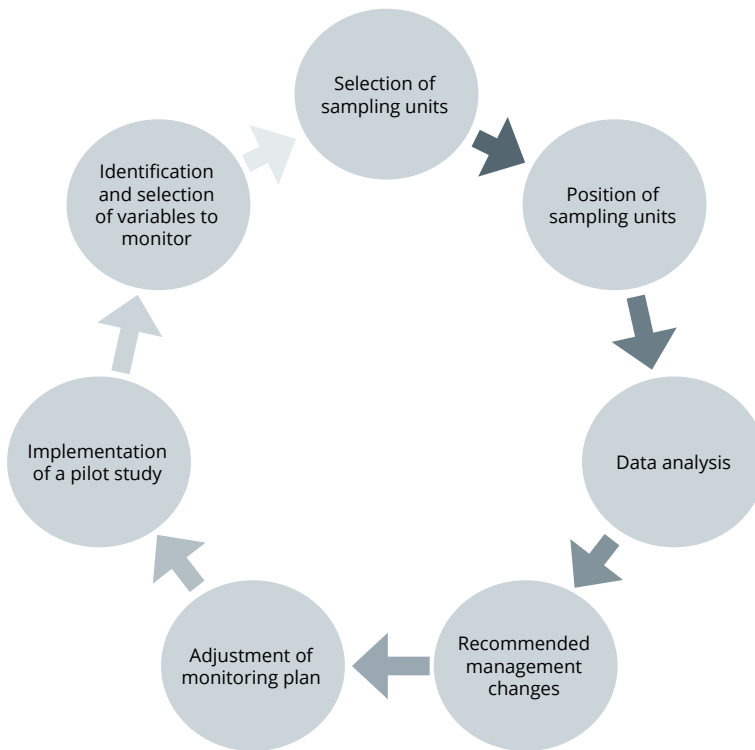 Selection of
sampling units
Position of
sampling units
Data analysis
Recommended
management
changes
Adjustment of
monitoring plan
Implementation
of a pilot study
Identification
and selection
of variables to
monitor